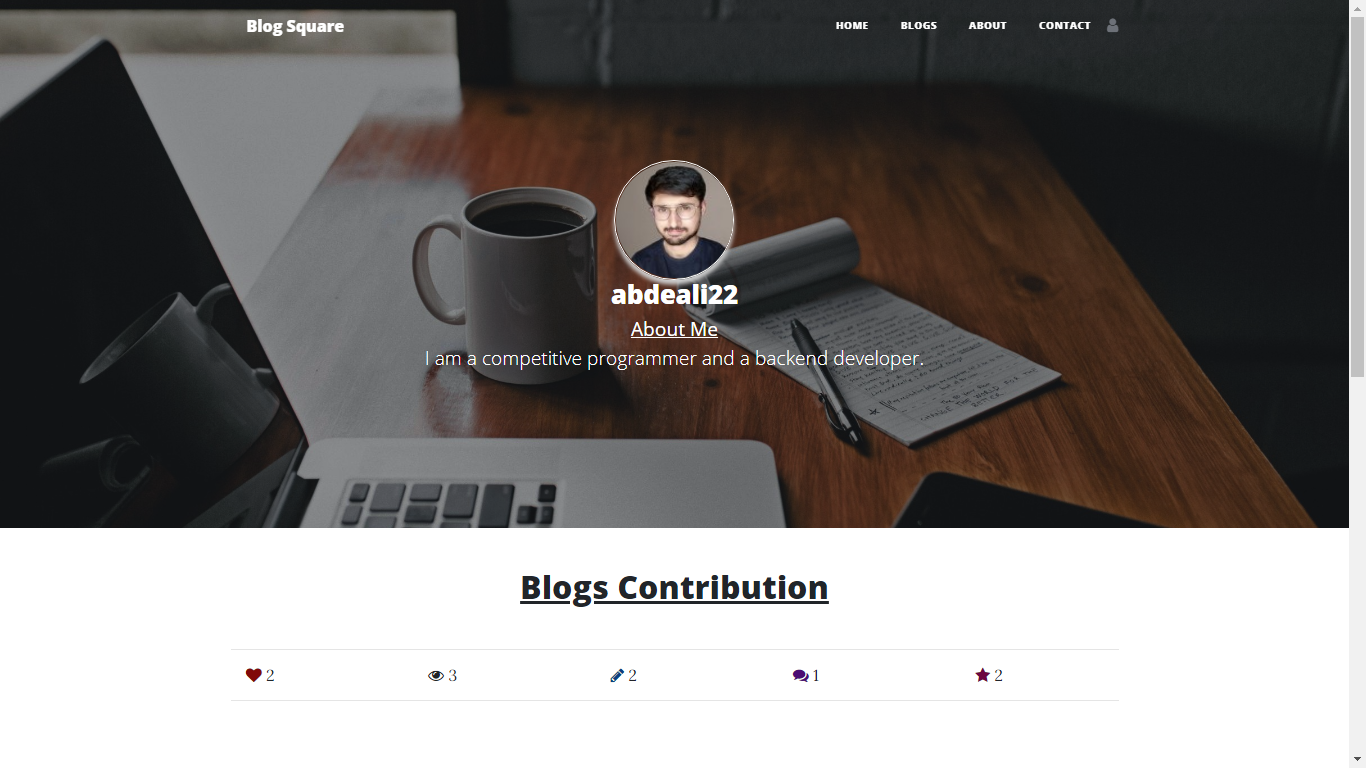 Blog Square
HOME BLOGS ABOUT CONTACT
abdeali22
About Me
I am a competitive programmer and a backend developer.
Blogs Contribution
2 3 2 1 2